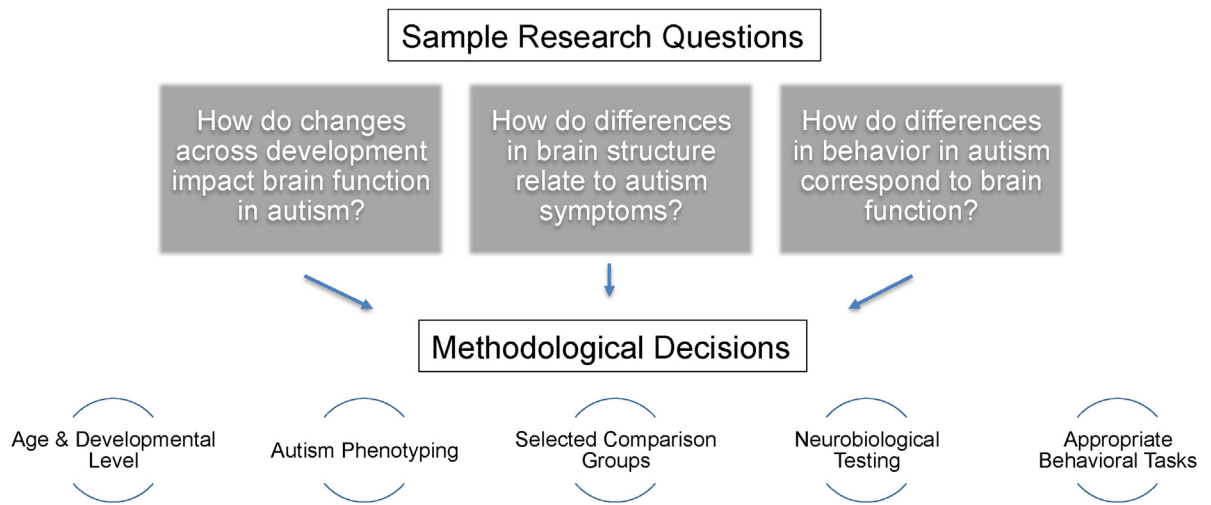 Sample Research Questions
How do changes
across development
impact brain function
in autism?
How do differences
in brain structure
relate to autism
symptoms?
How do differences
in behavior in autism
correspond to brain
function?
Methodological Decisions
Age & Developmental
Level
Autism Phenotyping
Selected Comparison
Groups
Neurobiological
Testing
Appropriate
Behavioral Tasks